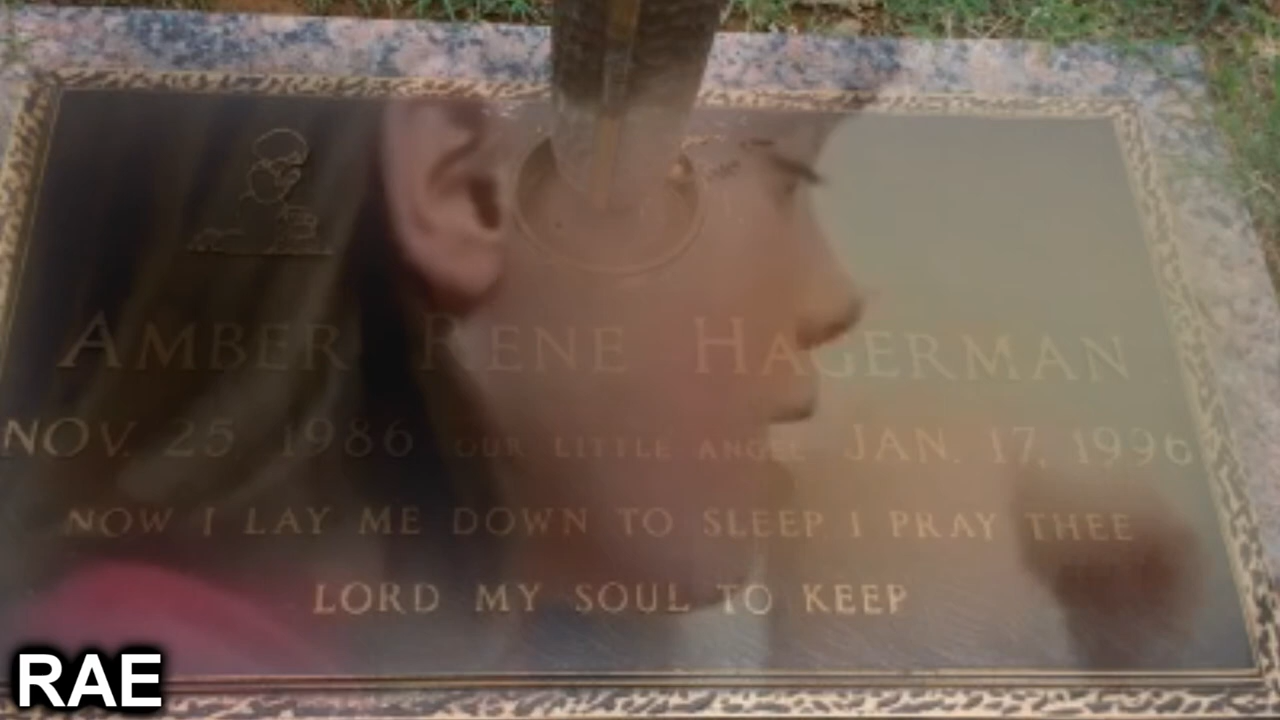 AMBER RENE HAGERMAN
NOV. 25, 1986 OUR LITTLE ANGEL JAN. 17, 1996
NOW I LAY ME DOWN TO SLEEP I PRAY THEE
LORD MY SOUL TO KEEP
RAE